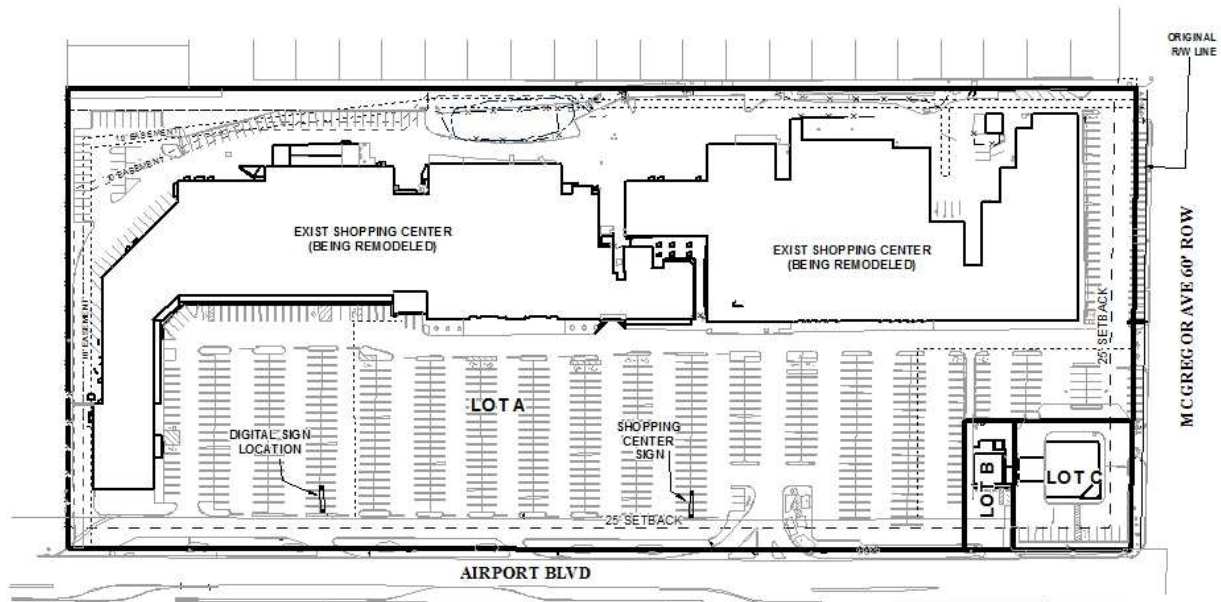 ORIGINAL
R/W LINE
10' EASEMENT
0 EASEMENT
EXIST SHOPPING CENTER
(BEING REMODELED)
EXIST SHOPPING CENTER
(BEING REMODELED)
MCGREGOR AVE 60' ROW
25' SETBACK
LOT A
DIGITAL SIGN
LOCATION
SHOPPING
CENTER
SIGN
LOT B
LOT C
25' SETBACK
AIRPORT BLVD